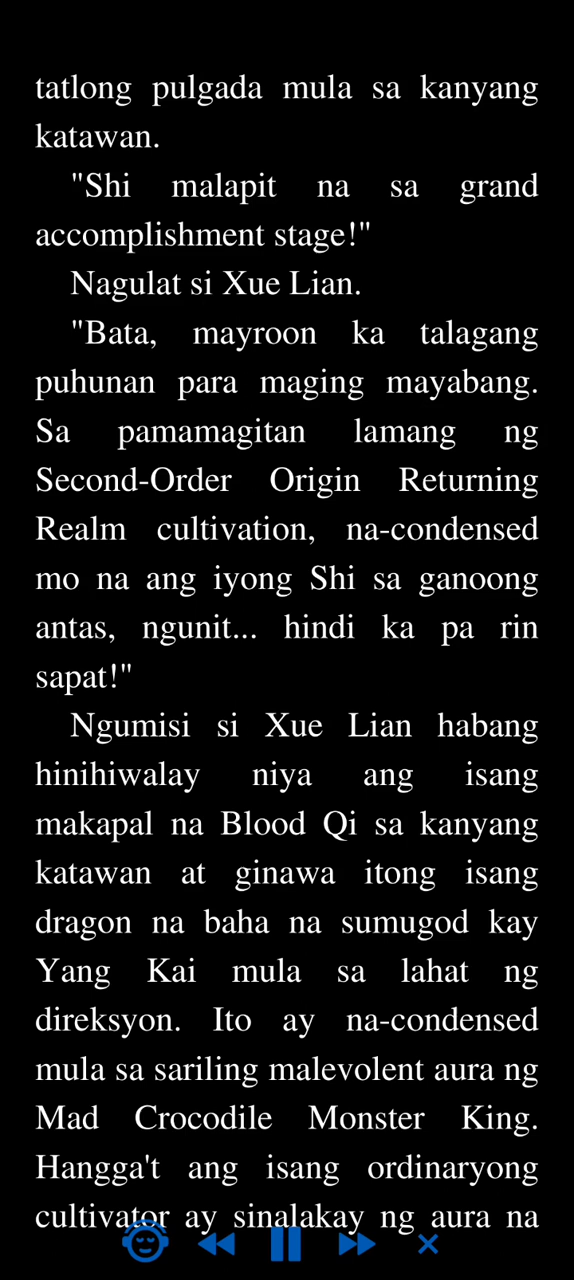 tatlong pulgada mula sa kanyang
katawan.
"Shi malapit na sa grand
accomplishment stage!"
Nagulat si Xue Lian.
"Bata, mayroon ka talagang
puhunan para maging mayabang.
Sa pamamagitan lamang ng
Second-Order Origin Returning
Realm cultivation, na-condensed
mo na ang iyong Shi sa ganoong
antas, ngunit... hindi ka pa rin
sapat!"
Ngumisi si Xue Lian habang
hinihiwalay niya ang isang
makapal na Blood Qi sa kanyang
katawan at ginawa itong isang
dragon na baha na sumugod kay
Yang Kai mula sa lahat ng
direksyon. Ito ay na-condensed
mula sa sariling malevolent aura ng
Mad Crocodile Monster King.
Hangga't ang isang ordinaryong
cultivator ay sinalakay ng aura na